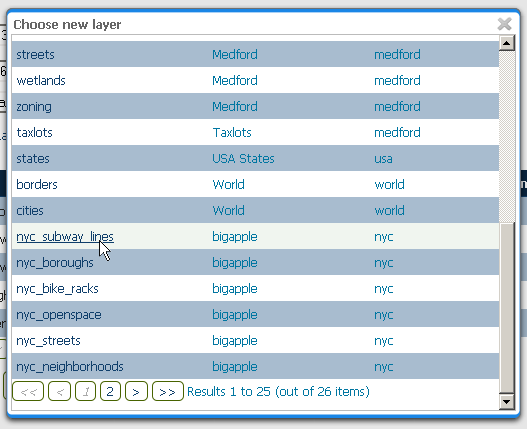 Choose new layer
streets Medford medford
wetlands Medford medford
zoning Medford medford
taxlots Taxlots medford
states USA States usa
borders World world
cities World world
nyc_subway_lines bigapple nyc
nyc_boroughs bigapple nyc
nyc_bike_racks bigapple nyc
nyc_openspace bigapple nyc
nyc_streets bigapple nyc
nyc_neighborhoods bigapple nyc
<< < 1 2 > >> Results 1 to 25 (out of 26 items)